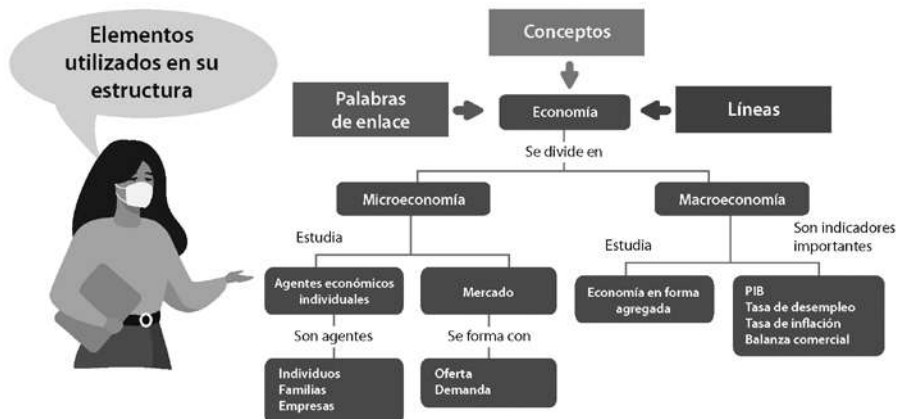 Elementos
utilizados en su
estructura
Conceptos
Palabras
de enlace
Economía
Líneas
Se divide en
Microeconomía
Macroeconomía
Estudia
Estudia
Son indicadores
importantes
Agentes económicos
individuales
Mercado
Economía en forma
agregada
PIB
Tasa de desempleo
Tasa de inflación
Balanza comercial
Son agentes
Se forma con
Individuos
Familias
Empresas
Oferta
Demanda